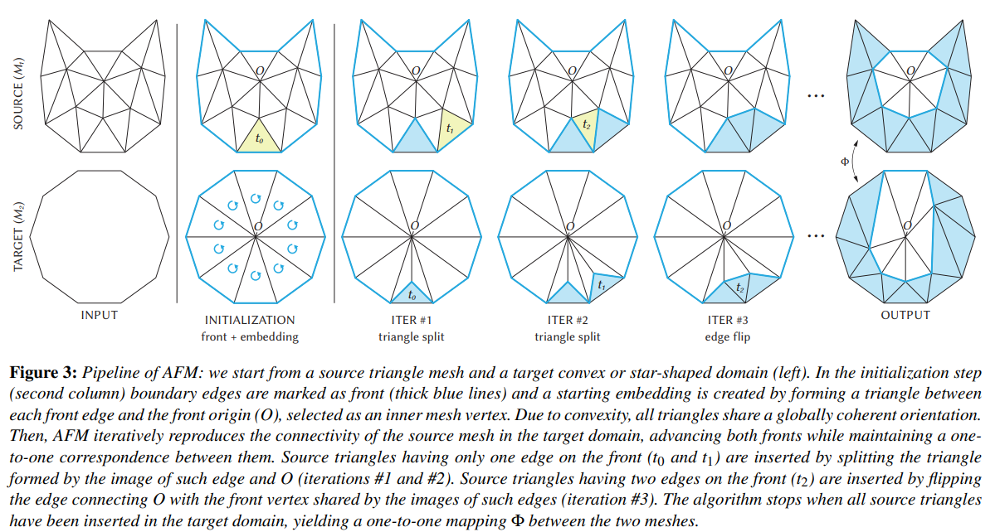 SOURCE (M1)
O
t0
O
t1
O
t2
O
...
O
Φ
TARGET (M2)
O
O
t0
O
t1
O
t2
...
O
INPUT
INITIALIZATION
front + embedding
ITER #1
triangle split
ITER #2
triangle split
ITER #3
edge flip
OUTPUT
Figure 3: Pipeline of AFM: we start from a source triangle mesh and a target convex or star-shaped domain (left). In the initialization step
(second column) boundary edges are marked as front (thick blue lines) and a starting embedding is created by forming a triangle between
each front edge and the front origin (O), selected as an inner mesh vertex. Due to convexity, all triangles share a globally coherent orientation.
Then, AFM iteratively reproduces the connectivity of the source mesh in the target domain, advancing both fronts while maintaining a one-
to-one correspondence between them. Source triangles having only one edge on the front (t0 and t1) are inserted by splitting the triangle
formed by the image of such edge and O (iterations #1 and #2). Source triangles having two edges on the front (t2) are inserted by flipping
the edge connecting O with the front vertex shared by the images of such edges (iteration #3). The algorithm stops when all source triangles
have been inserted in the target domain, yielding a one-to-one mapping Φ between the two meshes.